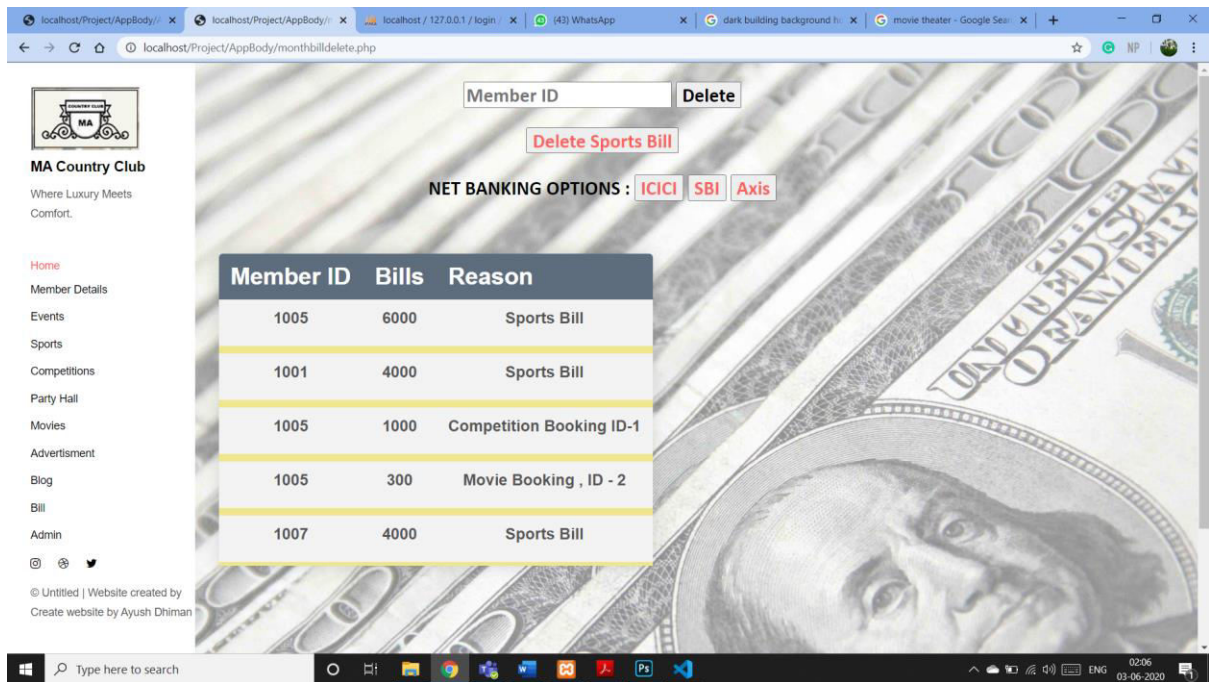 localhost/Project/AppBody/
localhost/Project/AppBody/
localhost / 127.0.0.1 / login /
(43) WhatsApp
dark building background
movie theater - Google Sear
localhost/Project/AppBody/monthbilldelete.php
NP
COUNTRY CLUB
MA
MA Country Club
Where Luxury Meets
Comfort.
Home
Member Details
Events
Sports
Competitions
Party Hall
Movies
Advertisment
Blog
Bill
Admin
© Untitled | Website created by
Create website by Ayush Dhiman
Member ID Delete
Delete Sports Bill
NET BANKING OPTIONS : ICICI SBI Axis
Member ID Bills Reason
1005 6000 Sports Bill
1001 4000 Sports Bill
1005 1000 Competition Booking ID-1
1005 300 Movie Booking , ID - 2
1007 4000 Sports Bill
Type here to search
Ps
ENG
02:06
03-06-2020